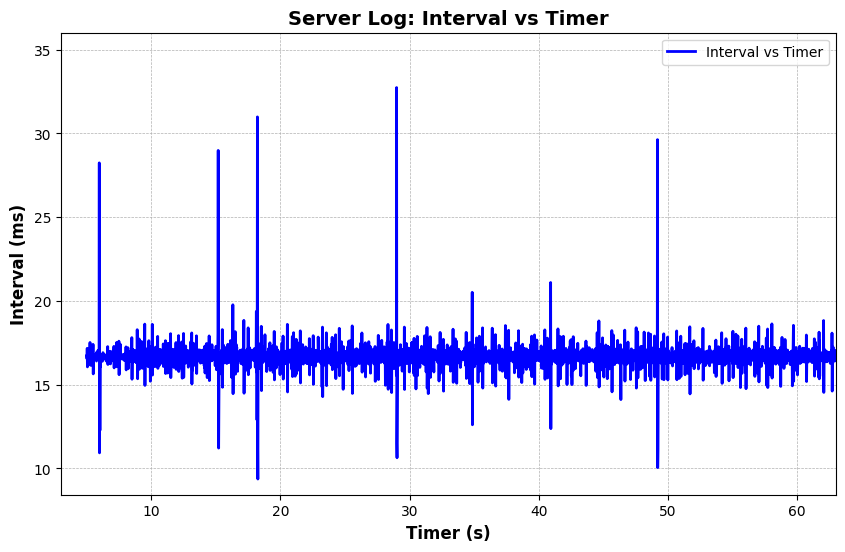 Server Log: Interval vs Timer
Interval vs Timer
35
30
25
20
15
10
Interval (ms)
10 20 30 40 50 60
Timer (s)